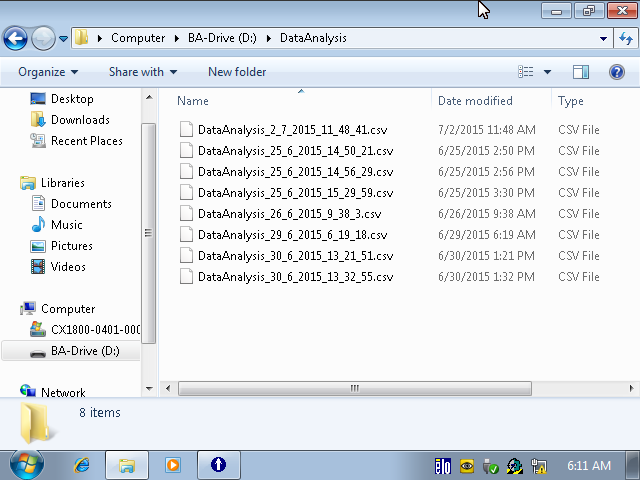 Computer BA-Drive (D:) DataAnalysis
Organize Share with New folder
Desktop
Downloads
Recent Places
Libraries
Documents
Music
Pictures
Videos
Computer
CX1800-0401-000
BA-Drive (D:)
Network
Name Date modified Type
DataAnalysis_2_7_2015_11_48_41.csv 7/2/2015 11:48 AM CSV File
DataAnalysis_25_6_2015_14_50_21.csv 6/25/2015 2:50 PM CSV File
DataAnalysis_25_6_2015_14_56_29.csv 6/25/2015 2:56 PM CSV File
DataAnalysis_25_6_2015_15_29_59.csv 6/25/2015 3:30 PM CSV File
DataAnalysis_26_6_2015_9_38_3.csv 6/26/2015 9:38 AM CSV File
DataAnalysis_29_6_2015_6_19_18.csv 6/29/2015 6:19 AM CSV File
DataAnalysis_30_6_2015_13_21_51.csv 6/30/2015 1:21 PM CSV File
DataAnalysis_30_6_2015_13_32_55.csv 6/30/2015 1:32 PM CSV File
8 items
elo
6:11 AM